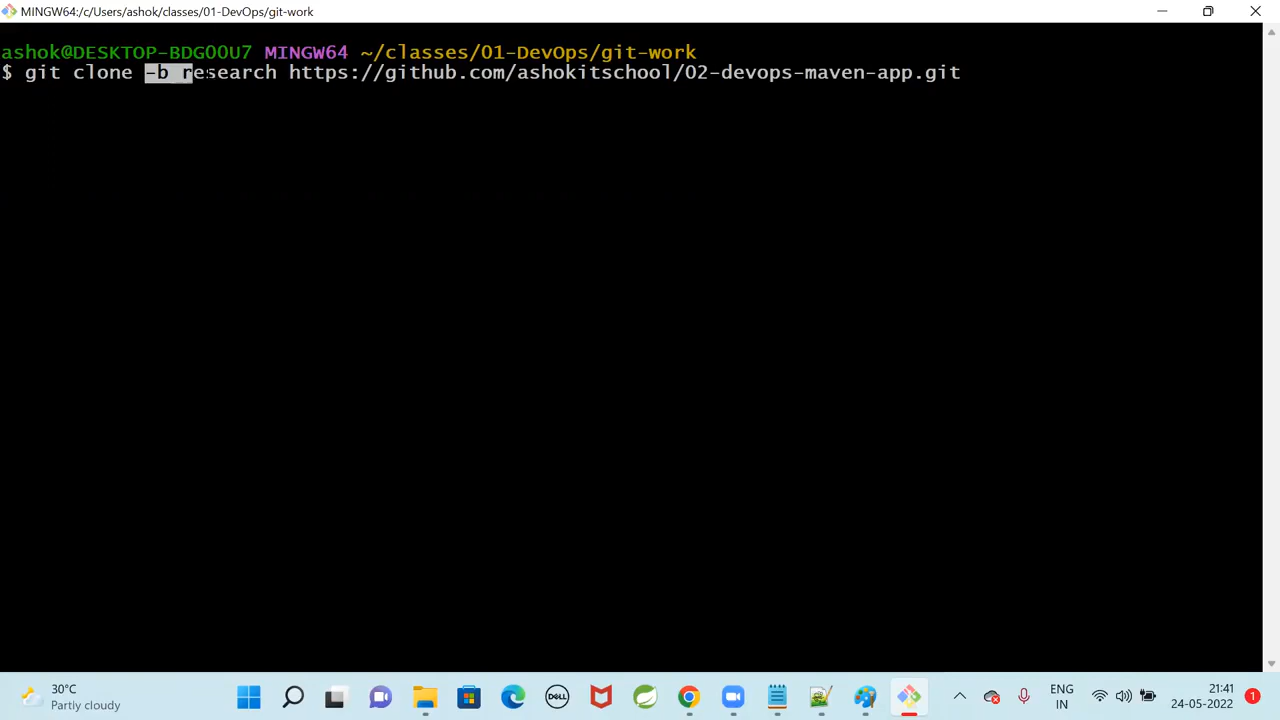 MINGW64:/c/Users/ashok/classes/01-DevOps/git-work
ashok@DESKTOP-BDG00U7 MINGW64 ~/classes/01-DevOps/git-work
$ git clone -b research https://github.com/ashokitschool/02-devops-maven-app.git
30°C
Partly cloudy
DELL
ENG
IN
21:41
24-05-2022
1